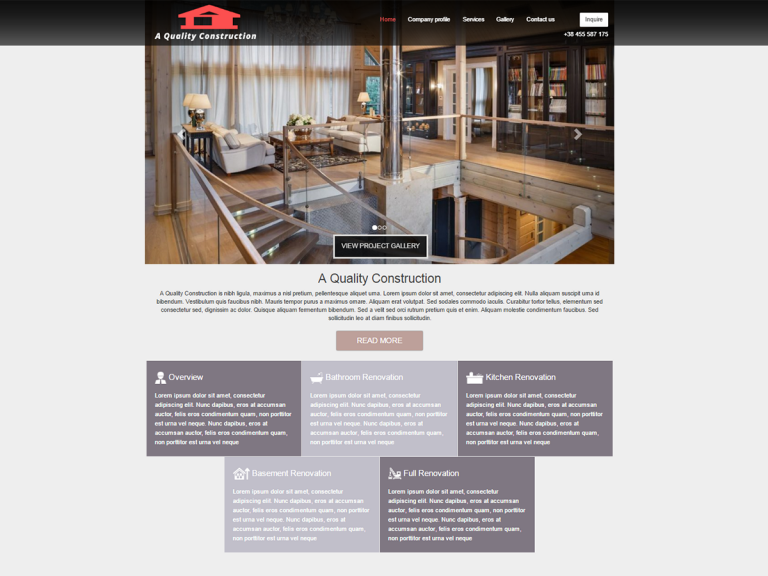 Home Company profile Services Gallery Contact us Inquire
A Quality Construction
+38 455 587 175
VIEW PROJECT GALLERY
A Quality Construction
A Quality Construction is nibh ligula, maximus a nisl pretium, pellentesque aliquet urna. Lorem ipsum dolor sit amet, consectetur adipiscing elit. Nulla aliquam suscipit urna id
bibendum. Vestibulum quis faucibus nibh. Mauris tempor purus a maximus ornare. Aliquam erat volutpat. Sed sodales commodo iaculis. Curabitur tortor tellus, elementum sed
consectetur sed, dignissim ac dolor. Quisque aliquam fermentum bibendum. Sed a velit sed orci rutrum pretium quis et enim. Aliquam molestie condimentum faucibus. Sed
sollicitudin leo at diam finibus sollicitudin.
READ MORE
Overview
Lorem ipsum dolor sit amet, consectetur
adipiscing elit. Nunc dapibus, eros at accumsan
auctor, felis eros condimentum quam, non porttitor
est urna vel neque. Nunc dapibus, eros at
accumsan auctor, felis eros condimentum quam,
non porttitor est urna vel neque
Bathroom Renovation
Lorem ipsum dolor sit amet, consectetur
adipiscing elit. Nunc dapibus, eros at accumsan
auctor, felis eros condimentum quam, non porttitor
est urna vel neque. Nunc dapibus, eros at
accumsan auctor, felis eros condimentum quam,
non porttitor est urna vel neque
Kitchen Renovation
Lorem ipsum dolor sit amet, consectetur
adipiscing elit. Nunc dapibus, eros at accumsan
auctor, felis eros condimentum quam, non porttitor
est urna vel neque. Nunc dapibus, eros at
accumsan auctor, felis eros condimentum quam,
non porttitor est urna vel neque
Basement Renovation
Lorem ipsum dolor sit amet, consectetur
adipiscing elit. Nunc dapibus, eros at accumsan
auctor, felis eros condimentum quam, non porttitor
est urna vel neque. Nunc dapibus, eros at
accumsan auctor, felis eros condimentum quam,
non porttitor est urna vel neque
Full Renovation
Lorem ipsum dolor sit amet, consectetur
adipiscing elit. Nunc dapibus, eros at accumsan
auctor, felis eros condimentum quam, non porttitor
est urna vel neque. Nunc dapibus, eros at
accumsan auctor, felis eros condimentum quam,
non porttitor est urna vel neque